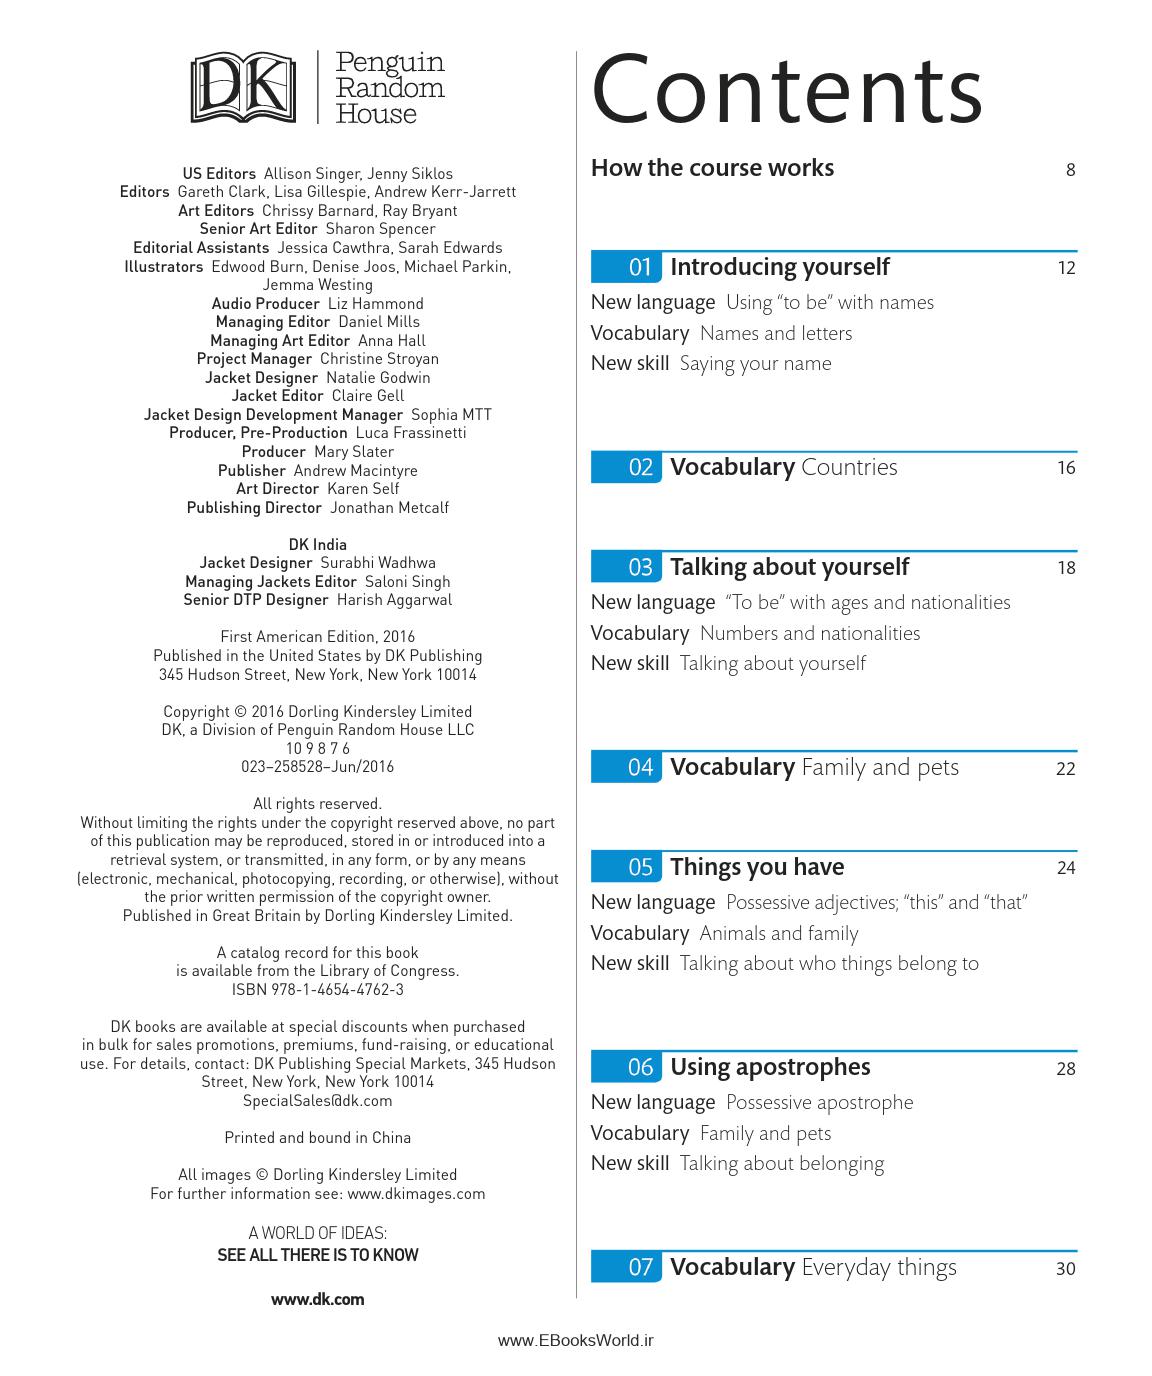 DK
Penguin
Random
House
US Editors Allison Singer, Jenny Siklos
Editors Gareth Clark, Lisa Gillespie, Andrew Kerr-Jarrett
Art Editors Chrissy Barnard, Ray Bryant
Senior Art Editor Sharon Spencer
Editorial Assistants Jessica Cawthra, Sarah Edwards
Illustrators Edwood Burn, Denise Joos, Michael Parkin,
Jemma Westing
Audio Producer Liz Hammond
Managing Editor Daniel Mills
Managing Art Editor Anna Hall
Project Manager Christine Stroyan
Jacket Designer Natalie Godwin
Jacket Editor Claire Gell
Jacket Design Development Manager Sophia MTT
Producer, Pre-Production Luca Frassinetti
Producer Mary Slater
Publisher Andrew Macintyre
Art Director Karen Self
Publishing Director Jonathan Metcalf
DK India
Jacket Designer Surabhi Wadhwa
Managing Jackets Editor Saloni Singh
Senior DTP Designer Harish Aggarwal
First American Edition, 2016
Published in the United States by DK Publishing
345 Hudson Street, New York, New York 10014
Copyright © 2016 Dorling Kindersley Limited
DK, a Division of Penguin Random House LLC
10 9 8 7 6
023–258528–Jun/2016
All rights reserved.
Without limiting the rights under the copyright reserved above, no part
of this publication may be reproduced, stored in or introduced into a
retrieval system, or transmitted, in any form, or by any means
(electronic, mechanical, photocopying, recording, or otherwise), without
the prior written permission of the copyright owner.
Published in Great Britain by Dorling Kindersley Limited.
A catalog record for this book
is available from the Library of Congress.
ISBN 978-1-4654-4762-3
DK books are available at special discounts when purchased
in bulk for sales promotions, premiums, fund-raising, or educational
use. For details, contact: DK Publishing Special Markets, 345 Hudson
Street, New York, New York 10014
SpecialSales@dk.com
Printed and bound in China
All images © Dorling Kindersley Limited
For further information see: www.dkimages.com
A WORLD OF IDEAS:
SEE ALL THERE IS TO KNOW
www.dk.com
Contents
How the course works 8
01 Introducing yourself 12
New language Using “to be” with names
Vocabulary Names and letters
New skill Saying your name
02 Vocabulary Countries 16
03 Talking about yourself 18
New language “To be” with ages and nationalities
Vocabulary Numbers and nationalities
New skill Talking about yourself
04 Vocabulary Family and pets 22
05 Things you have 24
New language Possessive adjectives; “this” and “that”
Vocabulary Animals and family
New skill Talking about who things belong to
06 Using apostrophes 28
New language Possessive apostrophe
Vocabulary Family and pets
New skill Talking about belonging
07 Vocabulary Everyday things 30
www.EBooksWorld.ir